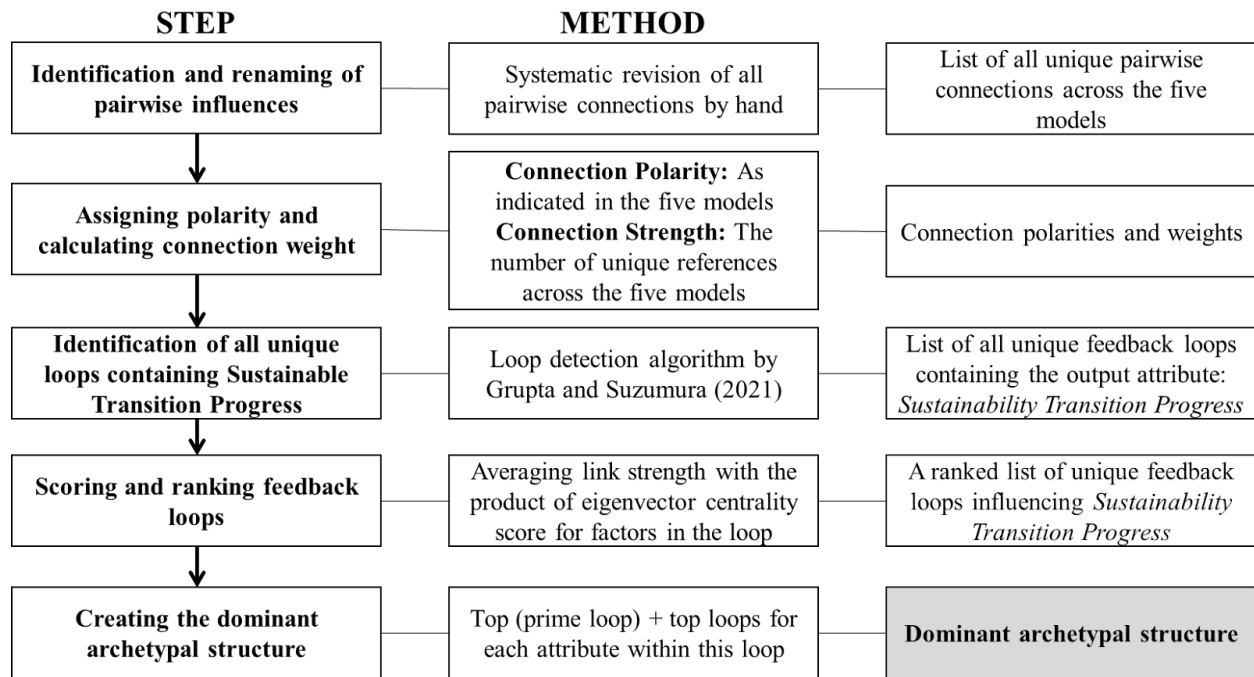 STEP
METHOD
Identification and renaming of
pairwise influences
Systematic revision of all
pairwise connections by hand
List of all unique pairwise
connections across the five
models
Assigning polarity and
calculating connection weight
Connection Polarity: As
indicated in the five models
Connection Strength: The
number of unique references
across the five models
Connection polarities and weights
Identification of all unique
loops containing Sustainable
Transition Progress
Loop detection algorithm by
Grupta and Suzumura (2021)
List of all unique feedback loops
containing the output attribute:
Sustainability Transition Progress
Scoring and ranking feedback
loops
Averaging link strength with the
product of eigenvector centrality
score for factors in the loop
A ranked list of unique feedback
loops influencing Sustainability
Transition Progress
Creating the dominant
archetypal structure
Top (prime loop) + top loops for
each attribute within this loop
Dominant archetypal structure